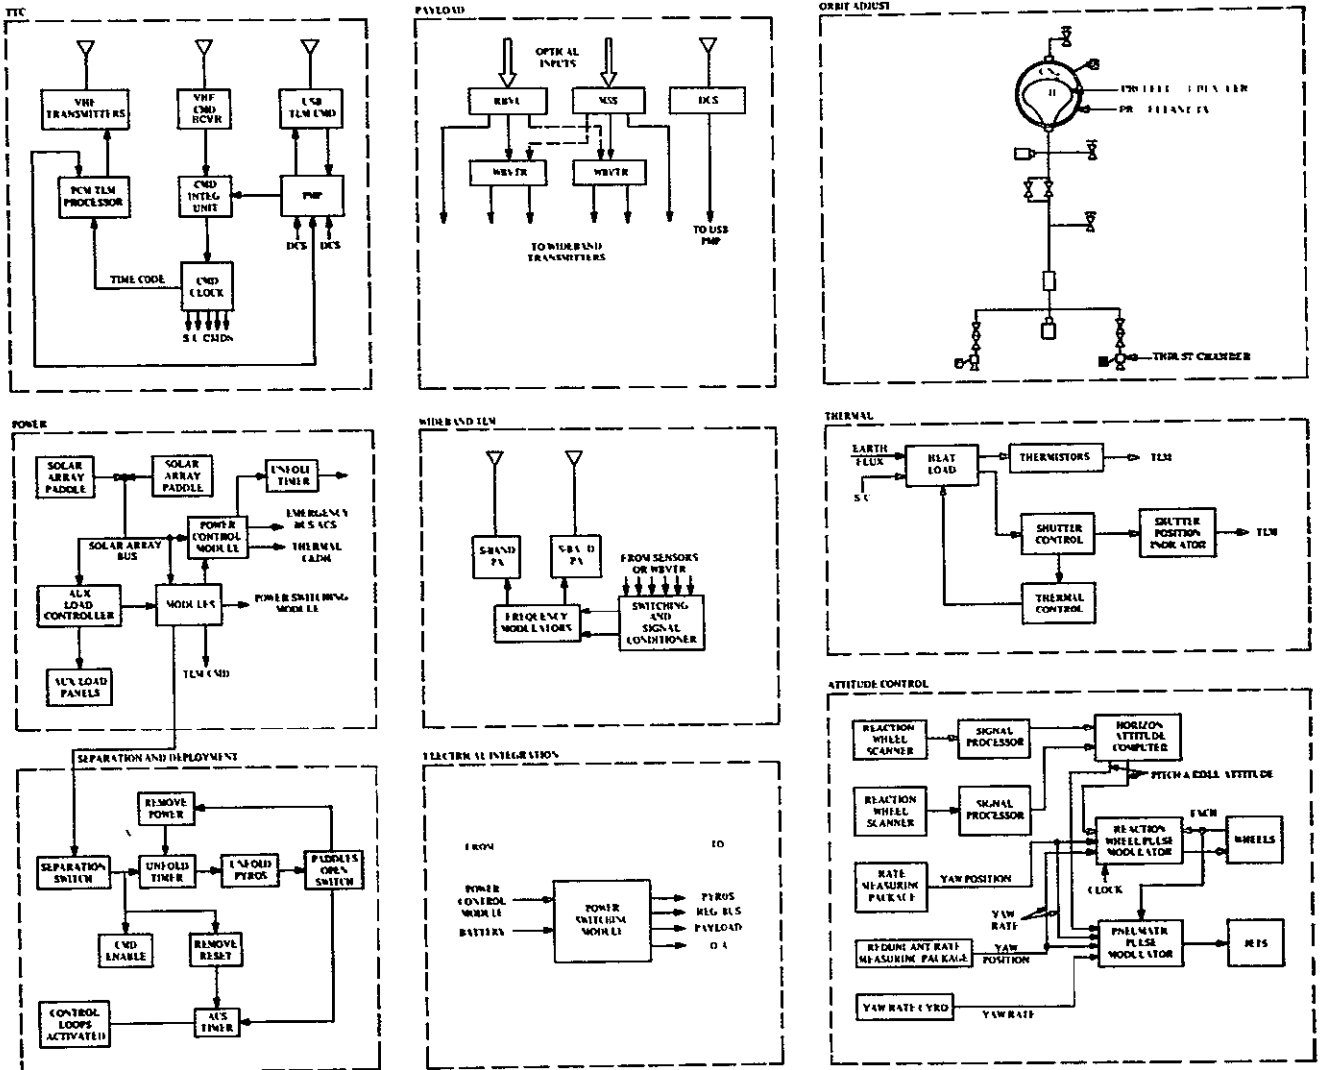 TTC
VHF
TRANSMITTERS
VHF
CMD
RCVR
USB
TLM CMD
PCM TLM
PROCESSOR
CMD
INTEG
UNIT
PMP
DCS
DCS
TIME CODE
CMD
CLOCK
S/C CMDS
PAYLOAD
OPTICAL
INPUTS
RBVC
MSS
DCS
WBVTR
WBVTR
TO WIDEBAND
TRANSMITTERS
TO USB
PMP
ORBIT ADJUST
THRUST CHAMBER
POWER
SOLAR
ARRAY
PADDLE
SOLAR
ARRAY
PADDLE
UNFOLD
TIMER
POWER
CONTROL
MODULE
EMERGENCY
BUS ACS
THERMAL
C&DH
SOLAR ARRAY
BUS
AUX
LOAD
CONTROLLER
MODULES
POWER SWITCHING
MODULE
AUX LOAD
PANELS
TLM CMD
WIDEBAND TLM
S-BAND
PA
S-BAND
PA
FROM SENSORS
OR WBVTR
FREQUENCY
MODULATORS
SWITCHING
AND
SIGNAL
CONDITIONER
THERMAL
EARTH
FLUX
S/C
HEAT
LOAD
THERMISTORS
TLM
SHUTTER
CONTROL
SHUTTER
POSITION
INDICATOR
TLM
THERMAL
CONTROL
SEPARATION AND DEPLOYMENT
REMOVE
POWER
SEPARATION
SWITCH
UNFOLD
TIMER
UNFOLD
PYROS
PADDLES
OPEN
SWITCH
CMD
ENABLE
REMOVE
RESET
CONTROL
LOOPS
ACTIVATED
ACS
TIMER
ELECTRICAL INTEGRATION
FROM
TO
POWER
CONTROL
MODULE
BATTERY
POWER
SWITCHING
MODULE
PYROS
REG BUS
PAYLOAD
O A
ATTITUDE CONTROL
REACTION
WHEEL
SCANNER
SIGNAL
PROCESSOR
HORIZON
ATTITUDE
COMPUTER
PITCH & ROLL ATTITUDE
REACTION
WHEEL
SCANNER
SIGNAL
PROCESSOR
EACH
REACTION
WHEEL PULSE
MODULATOR
WHEELS
RATE
MEASURING
PACKAGE
YAW POSITION
CLOCK
YAW
RATE
REDUNDANT RATE
MEASURING PACKAGE
YAW
POSITION
PNEUMATIC
PULSE
MODULATOR
JETS
YAW RATE GYRO
YAW RATE